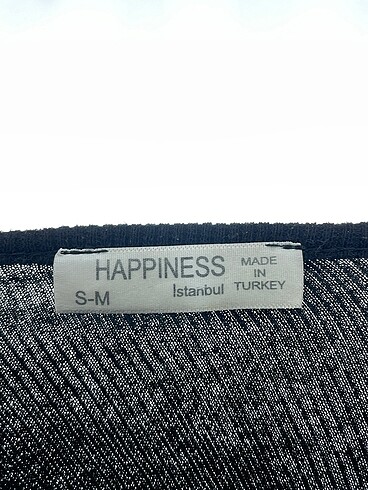 HAPPINESS
Istanbul
S-M
MADE
IN
TURKEY